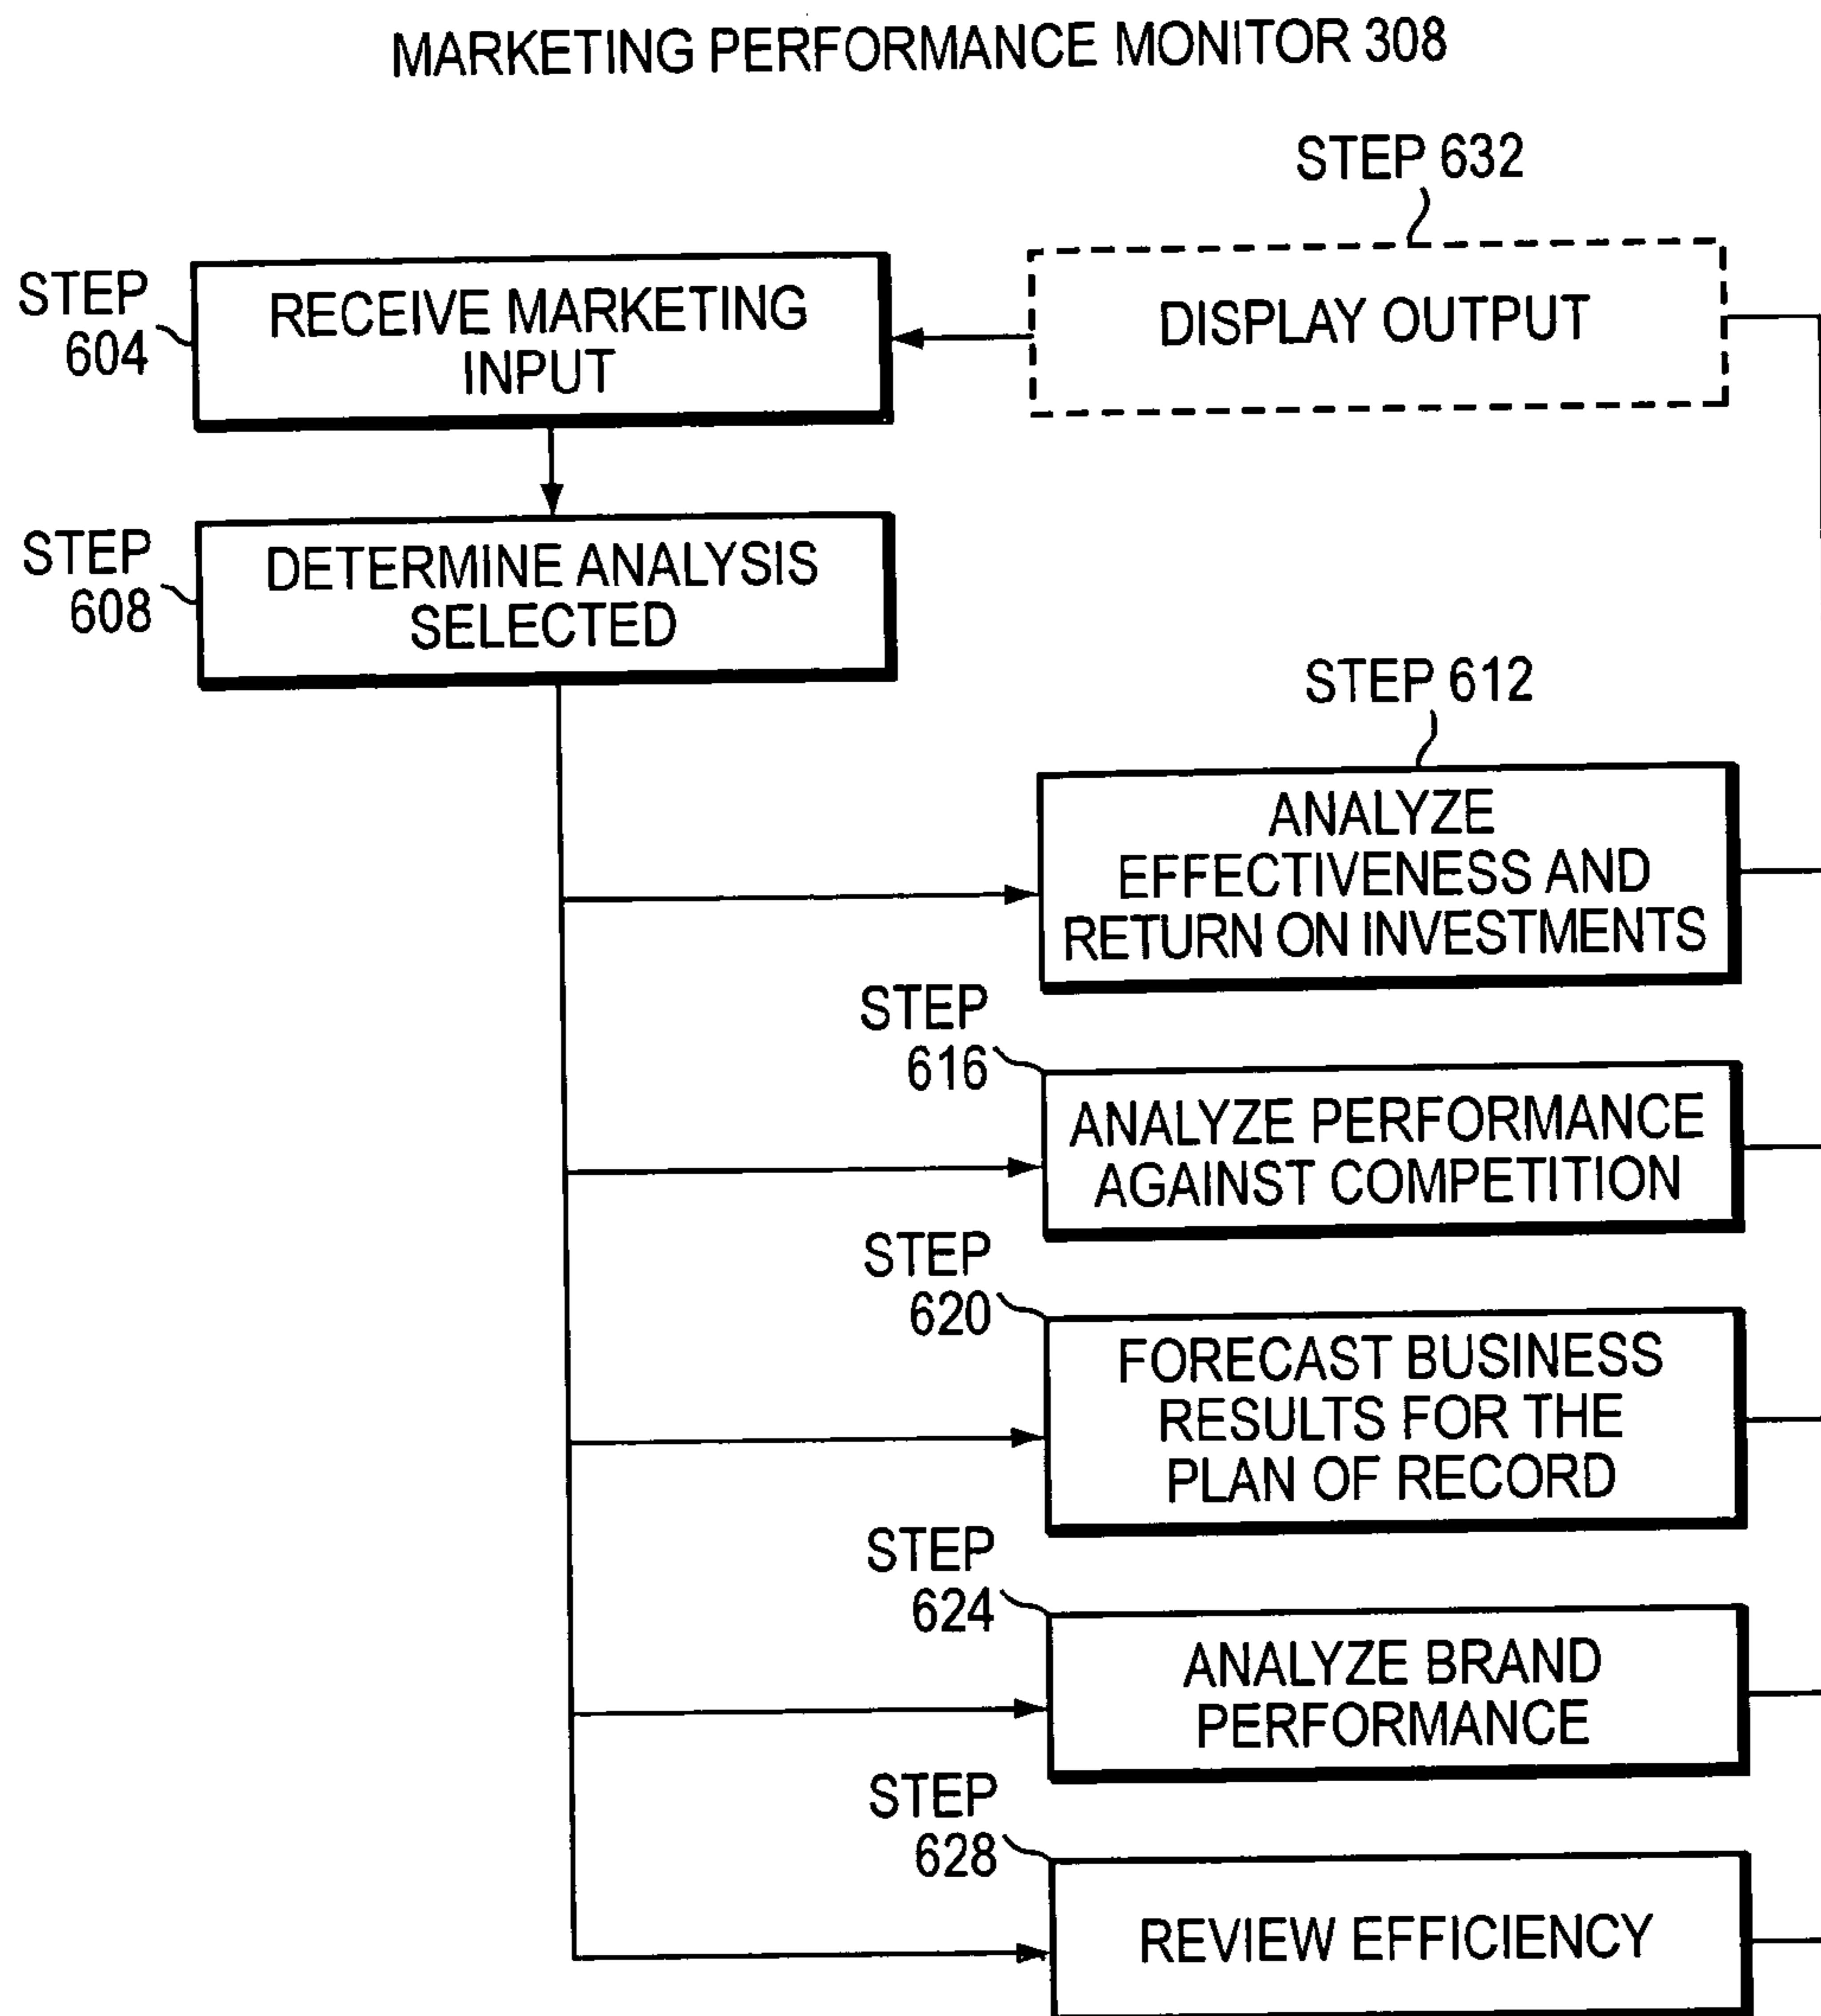 MARKETING PERFORMANCE MONITOR 308
STEP 632
STEP
604
RECEIVE MARKETING
INPUT
DISPLAY OUTPUT
STEP
608
DETERMINE ANALYSIS
SELECTED
STEP 612
ANALYZE
EFFECTIVENESS AND
RETURN ON INVESTMENTS
STEP
616
ANALYZE PERFORMANCE
AGAINST COMPETITION
STEP
620
FORECAST BUSINESS
RESULTS FOR THE
PLAN OF RECORD
STEP
624
ANALYZE BRAND
PERFORMANCE
STEP
628
REVIEW EFFICIENCY